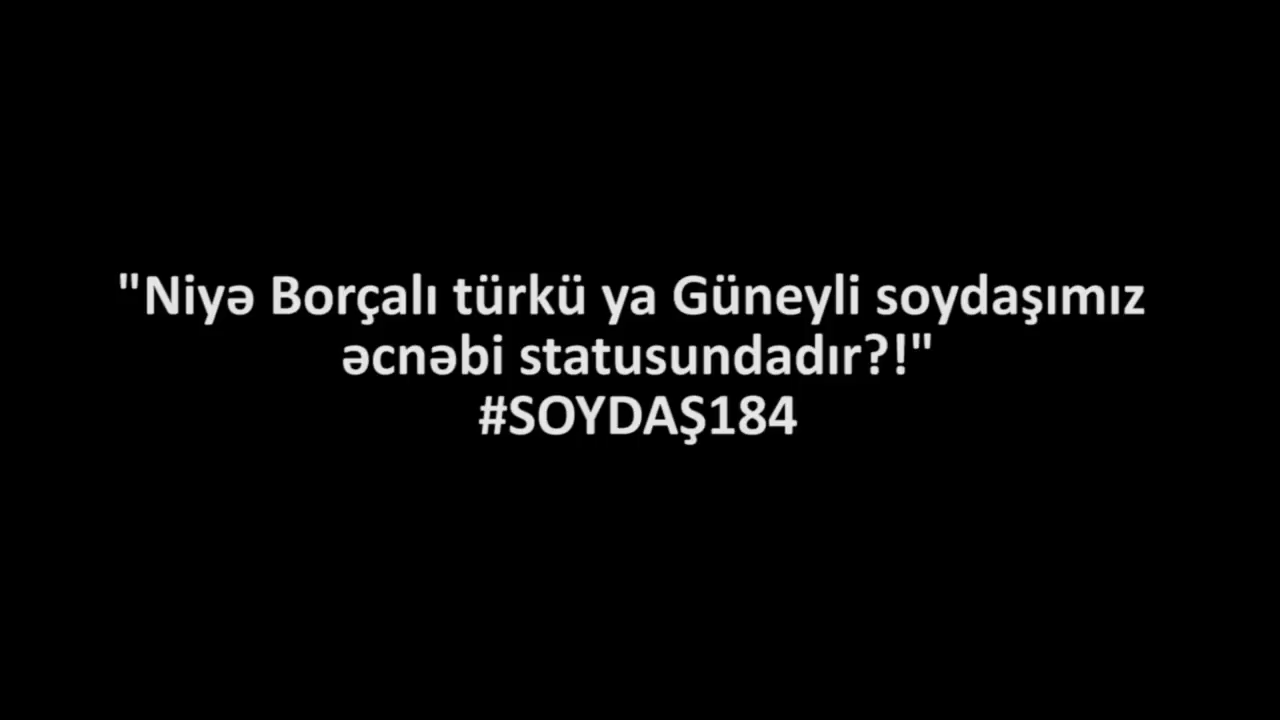 "Niyə Borçalı türkü ya Güneyli soydaşımız
əcnəbi statusundadır?!"
#SOYDAŞ184